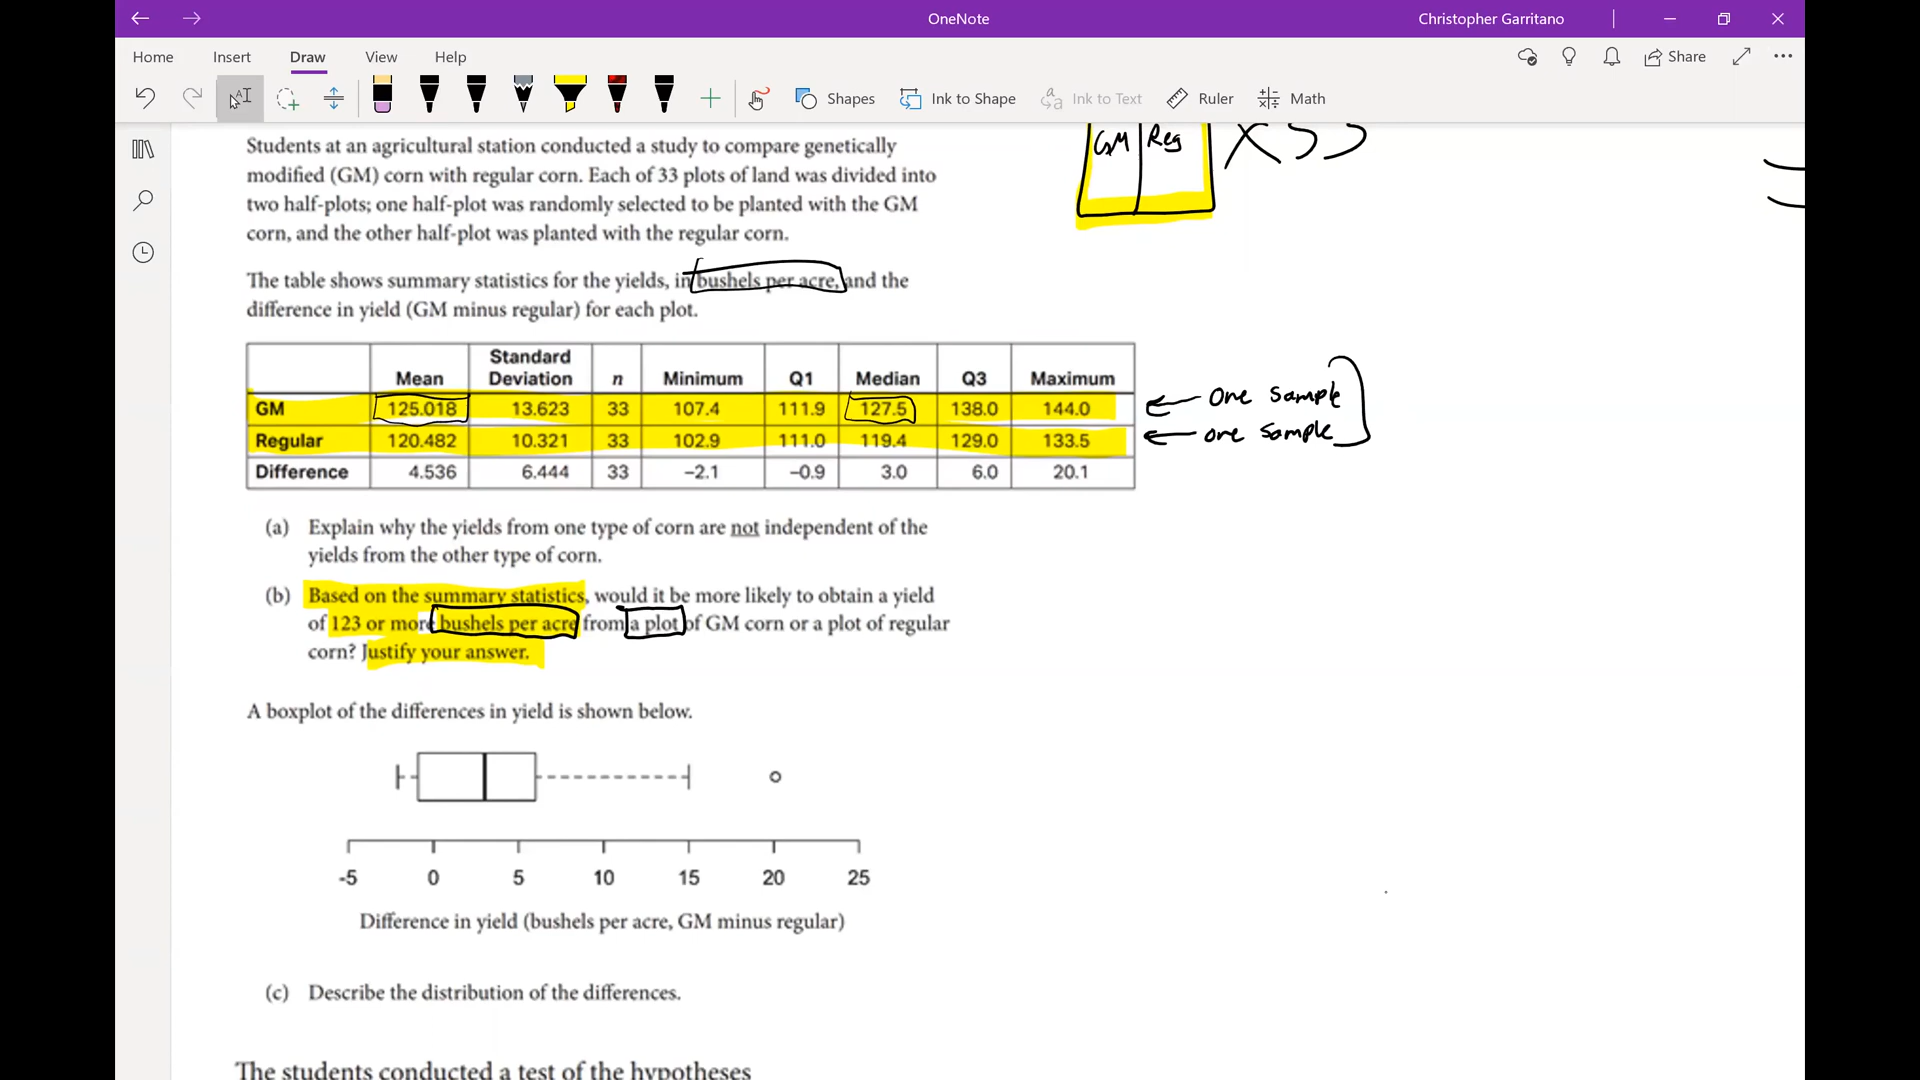 OneNote
Christopher Garritano
Home Insert Draw View Help
Share
Shapes Ink to Shape Ink to Text Ruler Math
GM Reg X33
Students at an agricultural station conducted a study to compare genetically
modified (GM) corn with regular corn. Each of 33 plots of land was divided into
two half-plots; one half-plot was randomly selected to be planted with the GM
corn, and the other half-plot was planted with the regular corn.
The table shows summary statistics for the yields, in bushels per acre, and the
difference in yield (GM minus regular) for each plot.
Mean Standard Deviation n Minimum Q1 Median Q3 Maximum
GM 125.018 13.623 33 107.4 111.9 127.5 138.0 144.0
One Sample
Regular 120.482 10.321 33 102.9 111.0 119.4 129.0 133.5
one Sample
Difference 4.536 6.444 33 –2.1 –0.9 3.0 6.0 20.1
(a) Explain why the yields from one type of corn are not independent of the
yields from the other type of corn.
(b) Based on the summary statistics, would it be more likely to obtain a yield
of 123 or more bushels per acre from a plot of GM corn or a plot of regular
corn? Justify your answer.
A boxplot of the differences in yield is shown below.
-5 0 5 10 15 20 25
Difference in yield (bushels per acre, GM minus regular)
(c) Describe the distribution of the differences.
The students conducted a test of the hypotheses